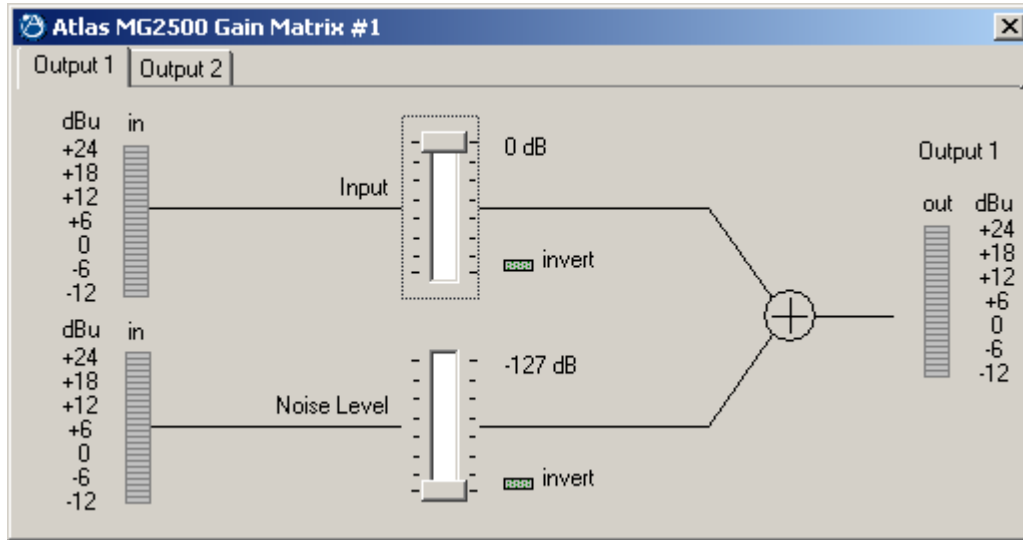 Atlas MG2500 Gain Matrix #1
Output 1 Output 2
dBu in
+24
+18
+12
+6
0
-6
-12
Input
0 dB
invert
dBu in
+24
+18
+12
+6
0
-6
-12
Noise Level
-127 dB
invert
Output 1
out dBu
+24
+18
+12
+6
0
-6
-12